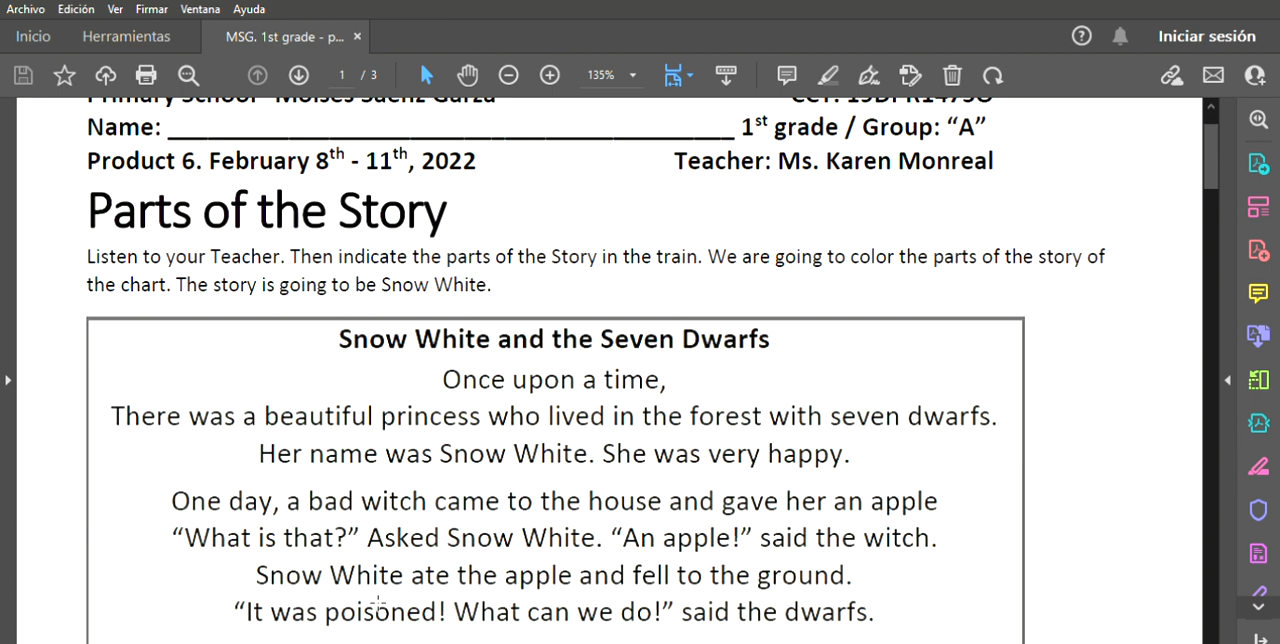 Archivo Edición Ver Firmar Ventana Ayuda
Inicio Herramientas MSG. 1st grade - p... × Iniciar sesión
1 / 3 135%
Primary School "Moisés Sáenz Garza"
Name: ___ 1st grade / Group: “A”
Product 6. February 8th - 11th, 2022 Teacher: Ms. Karen Monreal
Parts of the Story
Listen to your Teacher. Then indicate the parts of the Story in the train. We are going to color the parts of the story of
the chart. The story is going to be Snow White.
Snow White and the Seven Dwarfs
Once upon a time,
There was a beautiful princess who lived in the forest with seven dwarfs.
Her name was Snow White. She was very happy.
One day, a bad witch came to the house and gave her an apple
“What is that?” Asked Snow White. “An apple!” said the witch.
Snow White ate the apple and fell to the ground.
“It was poisoned! What can we do!” said the dwarfs.